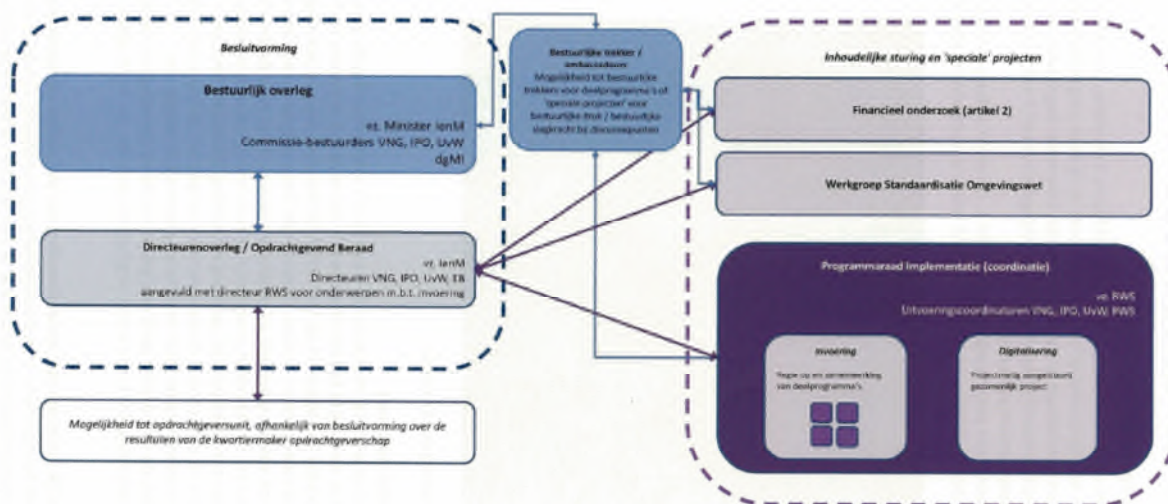 Besluitvorming
Bestuurlijk overleg
vz. Minister IenM
Commissie-bestuurders VNG, IPO, UvW
dgMI
Directeurenoverleg / Opdrachtgevend Beraad
vz. IenM
Directeuren VNG, IPO, UvW, EB
aangevuld met directeur RWS voor onderwerpen m.b.t. invoering
Mogelijkheid tot opdrachtgeversunit, afhankelijk van besluitvorming over de
resultaten van de kwartiermaker opdrachtgeverschap
Bestuurlijke trekker /
ambassadeur
Mogelijkheid tot bestuurlijke
trekkers voor deelprogramma's of
'speciale projecten' voor
bestuurlijke druk / bestuurlijke
slagkracht bij discussiepunten
Inhoudelijke sturing en 'speciale' projecten
Financieel onderzoek (artikel 2)
Werkgroep Standaardisatie Omgevingswet
Programmaraad Implementatie (coordinatie)
vz. RWS
Uitvoeringscoordinatoren VNG, IPO, UvW, RWS
Invoering
Regie op en samenwerking
van deelprogramma's
Digitalisering
Projectmatig aangestuurd
gezamenlijk project